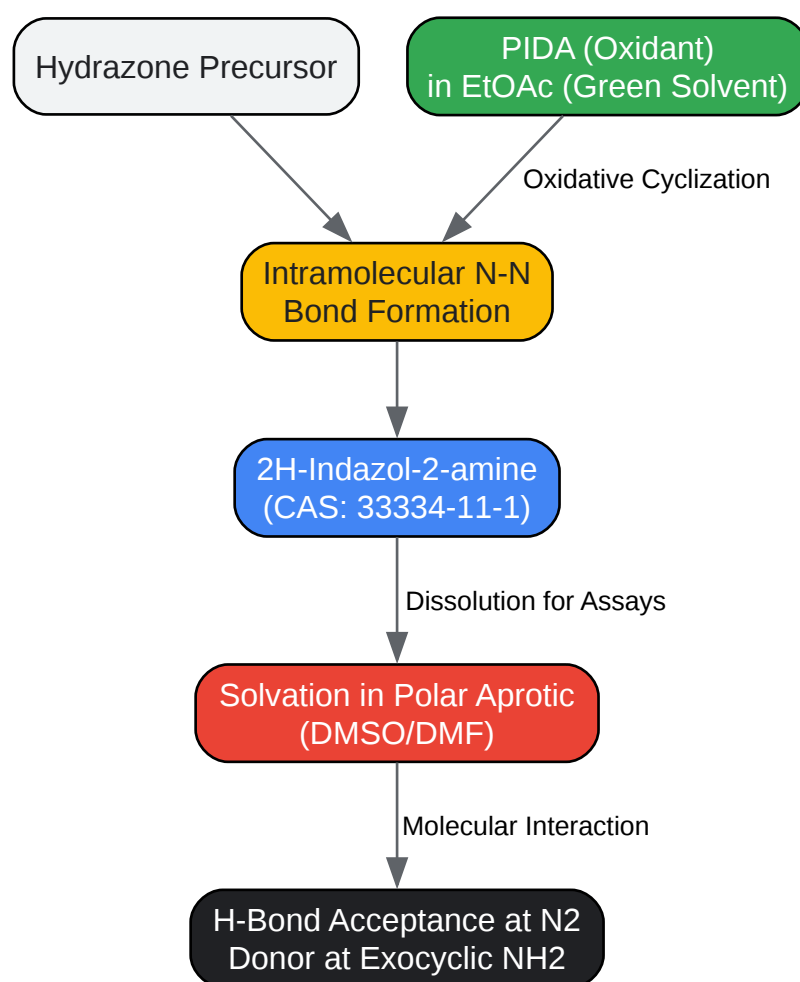 Hydrazone Precursor
PIDA (Oxidant)
in EtOAc (Green Solvent)
Oxidative Cyclization
Intramolecular N-N
Bond Formation
2H-Indazol-2-amine
(CAS: 33334-11-1)
Dissolution for Assays
Solvation in Polar Aprotic
(DMSO/DMF)
Molecular Interaction
H-Bond Acceptance at N2
Donor at Exocyclic NH2